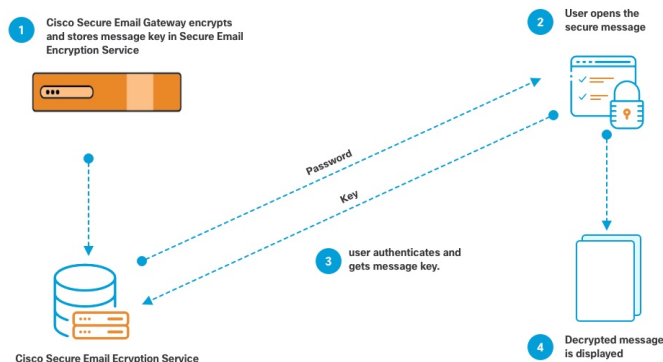 1
Cisco Secure Email Gateway encrypts
and stores message key in Secure Email
Encryption Service
2
User opens the
secure message
Password
Key
3
user authenticates and
gets message key.
Cisco Secure Email Ecryption Service
4
Decrypted message
is displayed